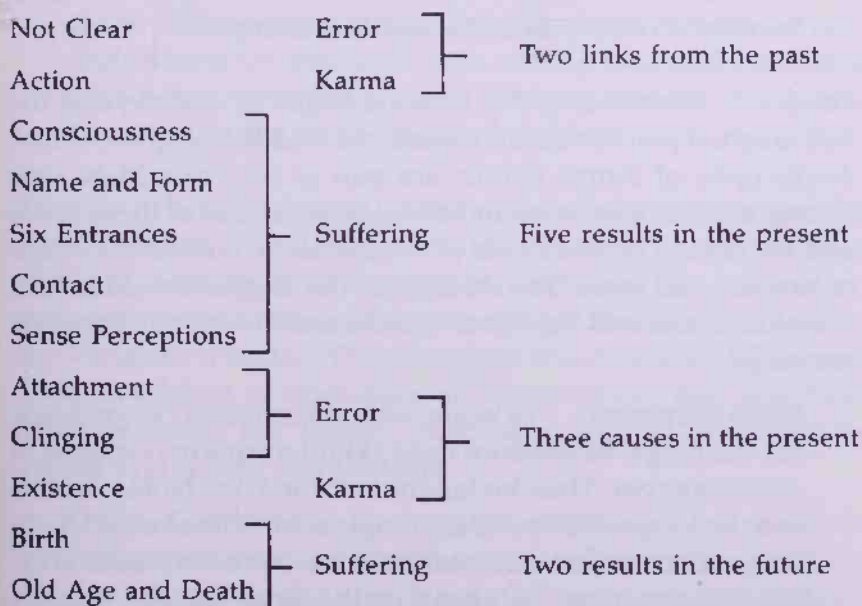 Not Clear Error
Two links from the past
Action Karma
Consciousness
Name and Form
Six Entrances Suffering Five results in the present
Contact
Sense Perceptions
Attachment
Error
Clinging Three causes in the present
Existence Karma
Birth
Suffering Two results in the future
Old Age and Death